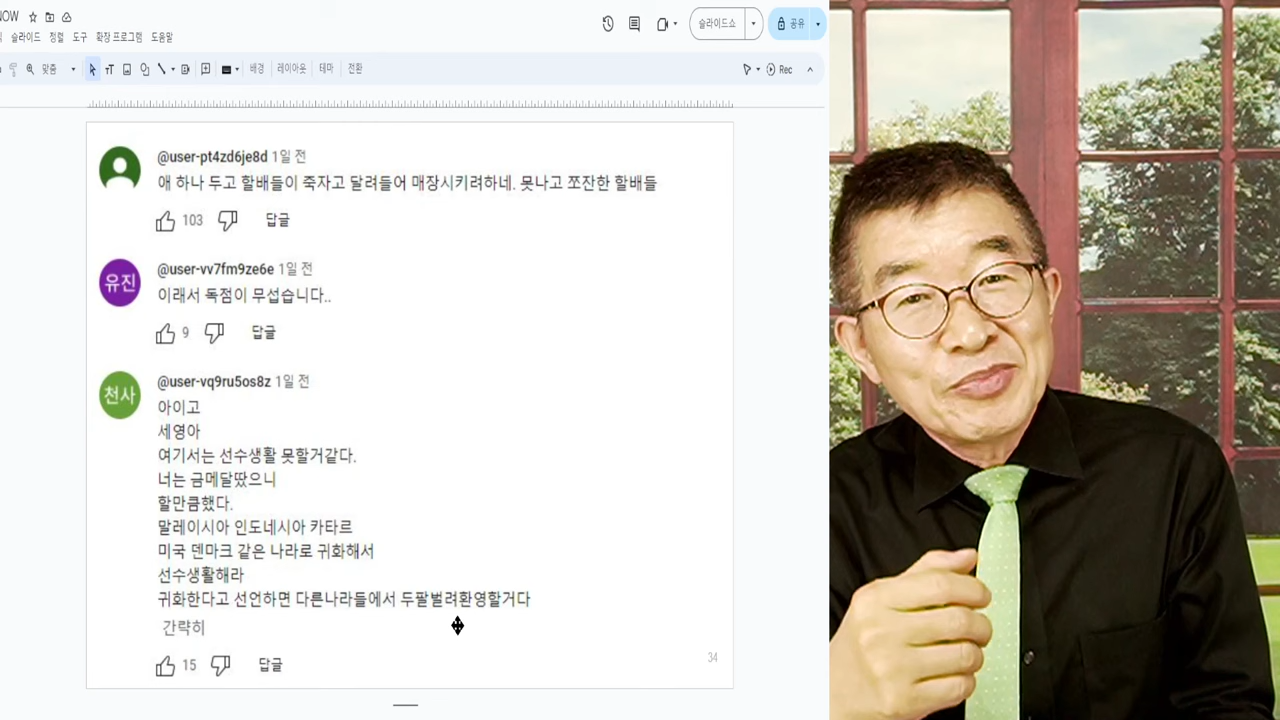 NOW
슬라이드 정렬 도구 확장 프로그램 도움말
슬라이드쇼
공유
맞춤
배경 레이아웃 테마 전환
Rec
@user-pt4zd6je8d 1일 전
얘 하나 두고 할배들이 죽자고 달려들어 매장시키려하네. 못나고 쪼잔한 할배들
103 답글
유진
@user-vv7fm9ze6e 1일 전
이래서 독점이 무섭습니다..
9 답글
천사
@user-vq9ru5os8z 1일 전
아이고
세영아
여기서는 선수생활 못할거같다.
너는 금메달땄으니
할만큼했다.
말레이시아 인도네시아 카타르
미국 덴마크 같은 나라로 귀화해서
선수생활해라
귀화한다고 선언하면 다른나라들에서 두팔벌려환영할거다
간략히
15 답글
34